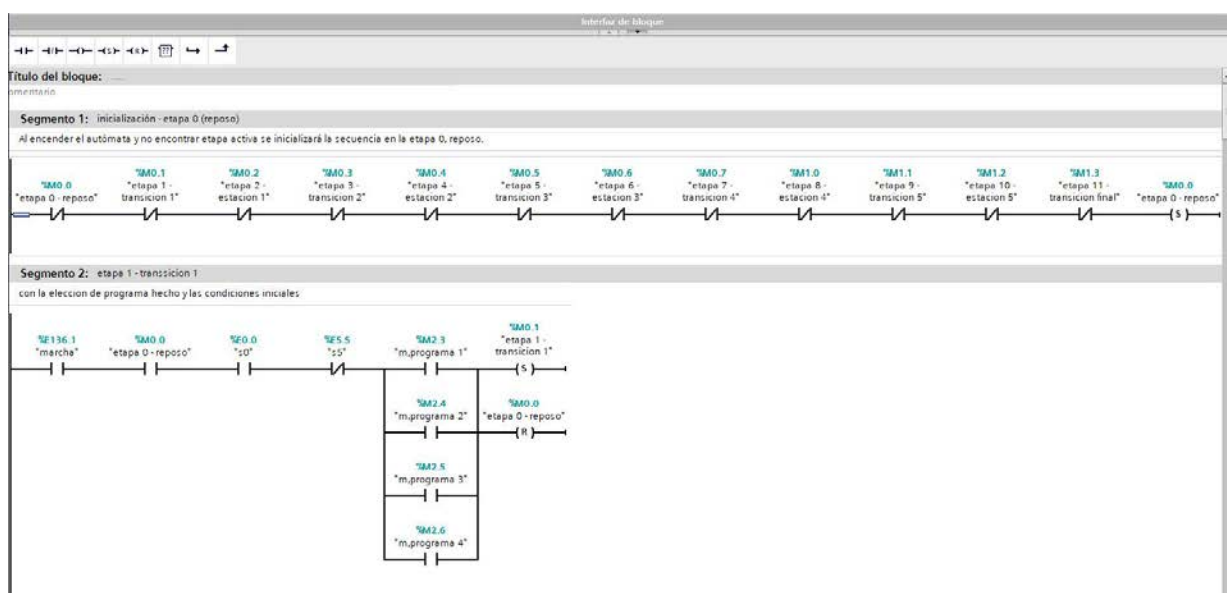 Interfaz de bloque
Título del bloque:
omentario
Segmento 1: inicialización - etapa 0 (reposo)
Al encender el autómata y no encontrar etapa activa se inicializará la secuencia en la etapa 0, reposo.
%M0.0 "etapa 0 - reposo"
%M0.1 "etapa 1 - transicion 1"
%M0.2 "etapa 2 - estacion 1"
%M0.3 "etapa 3 - transicion 2"
%M0.4 "etapa 4 - estacion 2"
%M0.5 "etapa 5 - transicion 3"
%M0.6 "etapa 6 - estacion 3"
%M0.7 "etapa 7 - transicion 4"
%M1.0 "etapa 8 - estacion 4"
%M1.1 "etapa 9 - transicion 5"
%M1.2 "etapa 10 - estacion 5"
%M1.3 "etapa 11 - transicion final"
%M0.0 "etapa 0 - reposo"
S
Segmento 2: etapa 1 - transsicion 1
con la eleccion de programa hecho y las condiciones iniciales
%E136.1 "marcha"
%M0.0 "etapa 0 - reposo"
%E0.0 "s0"
%E5.5 "s5"
%M2.3 "m,programa 1"
%M0.1 "etapa 1 - transicion 1"
S
%M2.4 "m,programa 2"
%M0.0 "etapa 0 - reposo"
R
%M2.5 "m,programa 3"
%M2.6 "m,programa 4"